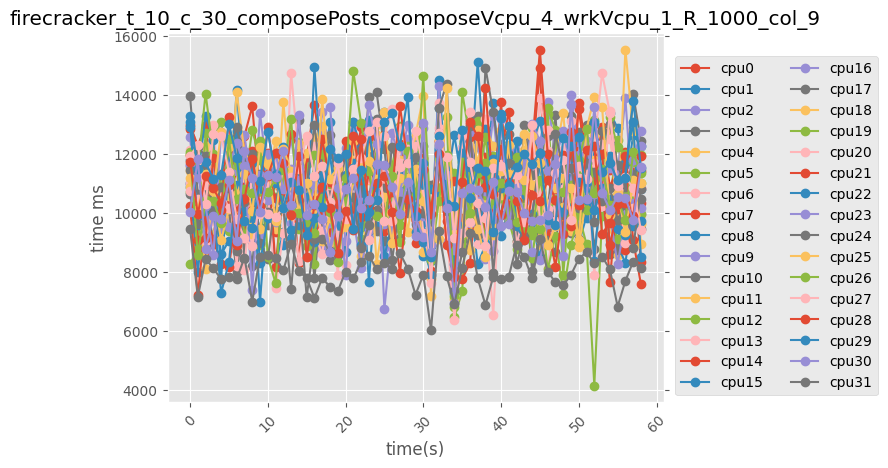 firecracker_t_10_c_30_composePosts_composeVcpu_4_wrkVcpu_1_R_1000_col_9
16000
14000
12000
10000
8000
6000
4000
time ms
0
10
20
30
40
50
60
time(s)
cpu0
cpu1
cpu2
cpu3
cpu4
cpu5
cpu6
cpu7
cpu8
cpu9
cpu10
cpu11
cpu12
cpu13
cpu14
cpu15
cpu16
cpu17
cpu18
cpu19
cpu20
cpu21
cpu22
cpu23
cpu24
cpu25
cpu26
cpu27
cpu28
cpu29
cpu30
cpu31